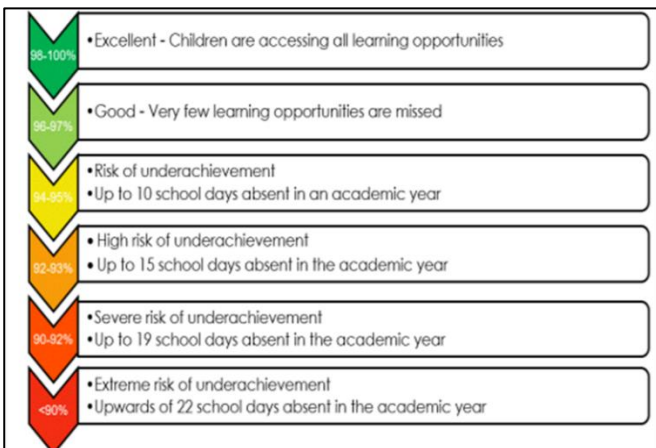 98-100%
•Excellent - Children are accessing all learning opportunities
96-97%
•Good - Very few learning opportunities are missed
94-95%
•Risk of underachievement
•Up to 10 school days absent in an academic year
92-93%
•High risk of underachievement
•Up to 15 school days absent in the academic year
90-92%
•Severe risk of underachievement
•Up to 19 school days absent in the academic year
<90%
•Extreme risk of underachievement
•Upwards of 22 school days absent in the academic year